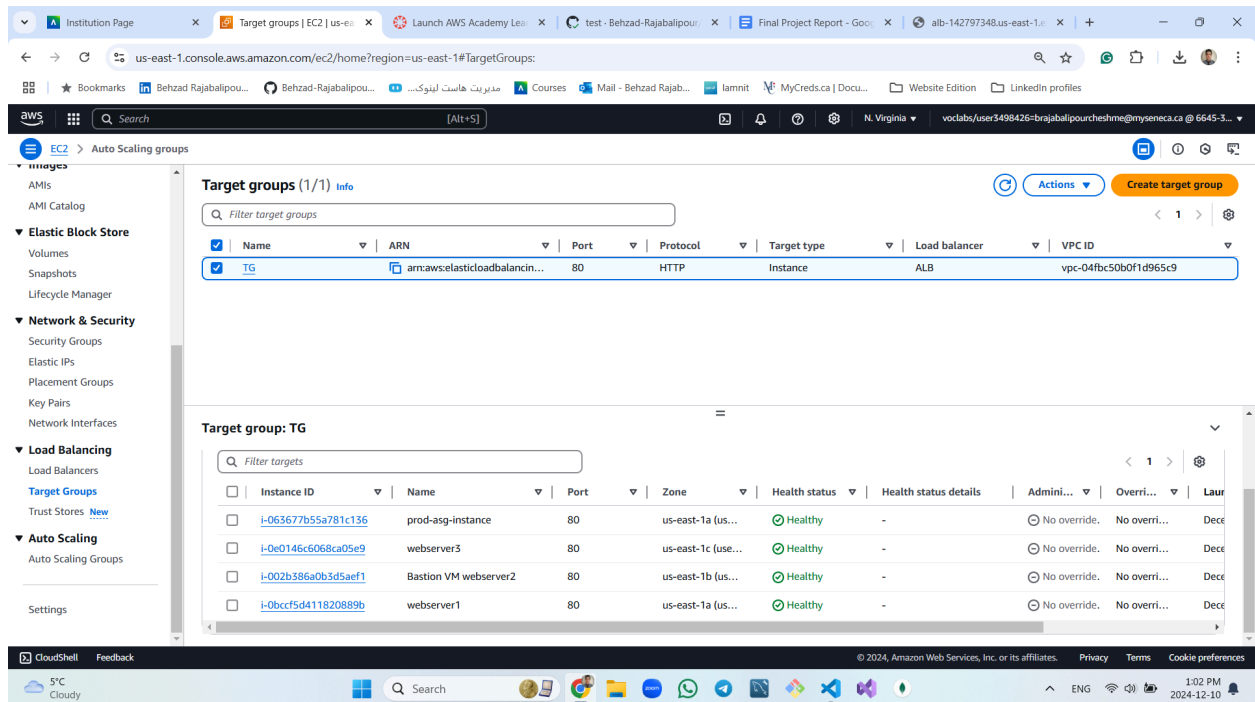 Institution Page
Target groups | EC2 | us-ea
Launch AWS Academy Lea
test · Behzad-Rajabalipour
Final Project Report - Goo
alb-142797348.us-east-1.e
us-east-1.console.aws.amazon.com/ec2/home?region=us-east-1#TargetGroups:
Bookmarks Behzad Rajabalipou... Behzad-Rajabalipou... مدیریت هاست لینوک... Courses Mail - Behzad Rajab... Iamnit MyCreds.ca | Docu... Website Edition LinkedIn profiles
aws Search [Alt+S] N. Virginia voclabs/user3498426=brajabalipourcheshme@myseneca.ca @ 6645-3...
EC2 > Auto Scaling groups
Images
AMIs
AMI Catalog
Elastic Block Store
Volumes
Snapshots
Lifecycle Manager
Network & Security
Security Groups
Elastic IPs
Placement Groups
Key Pairs
Network Interfaces
Load Balancing
Load Balancers
Target Groups
Trust Stores New
Auto Scaling
Auto Scaling Groups
Settings
Target groups (1/1) Info
Actions Create target group
Filter target groups
1
Name ARN Port Protocol Target type Load balancer VPC ID
TG arn:aws:elasticloadbalancin... 80 HTTP Instance ALB vpc-04fbc50b0f1d965c9
Target group: TG
Filter targets
1
Instance ID Name Port Zone Health status Health status details Admini... Overri... Laun
i-063677b55a781c136 prod-asg-instance 80 us-east-1a (us... Healthy - No override. No overri... Dece
i-0e0146c6068ca05e9 webserver3 80 us-east-1c (use... Healthy - No override. No overri... Dece
i-002b386a0b3d5aef1 Bastion VM webserver2 80 us-east-1b (us... Healthy - No override. No overri... Dece
i-0bccf5d411820889b webserver1 80 us-east-1a (us... Healthy - No override. No overri... Dece
CloudShell Feedback © 2024, Amazon Web Services, Inc. or its affiliates. Privacy Terms Cookie preferences
5°C
Cloudy
Search
zoom
ENG
1:02 PM
2024-12-10